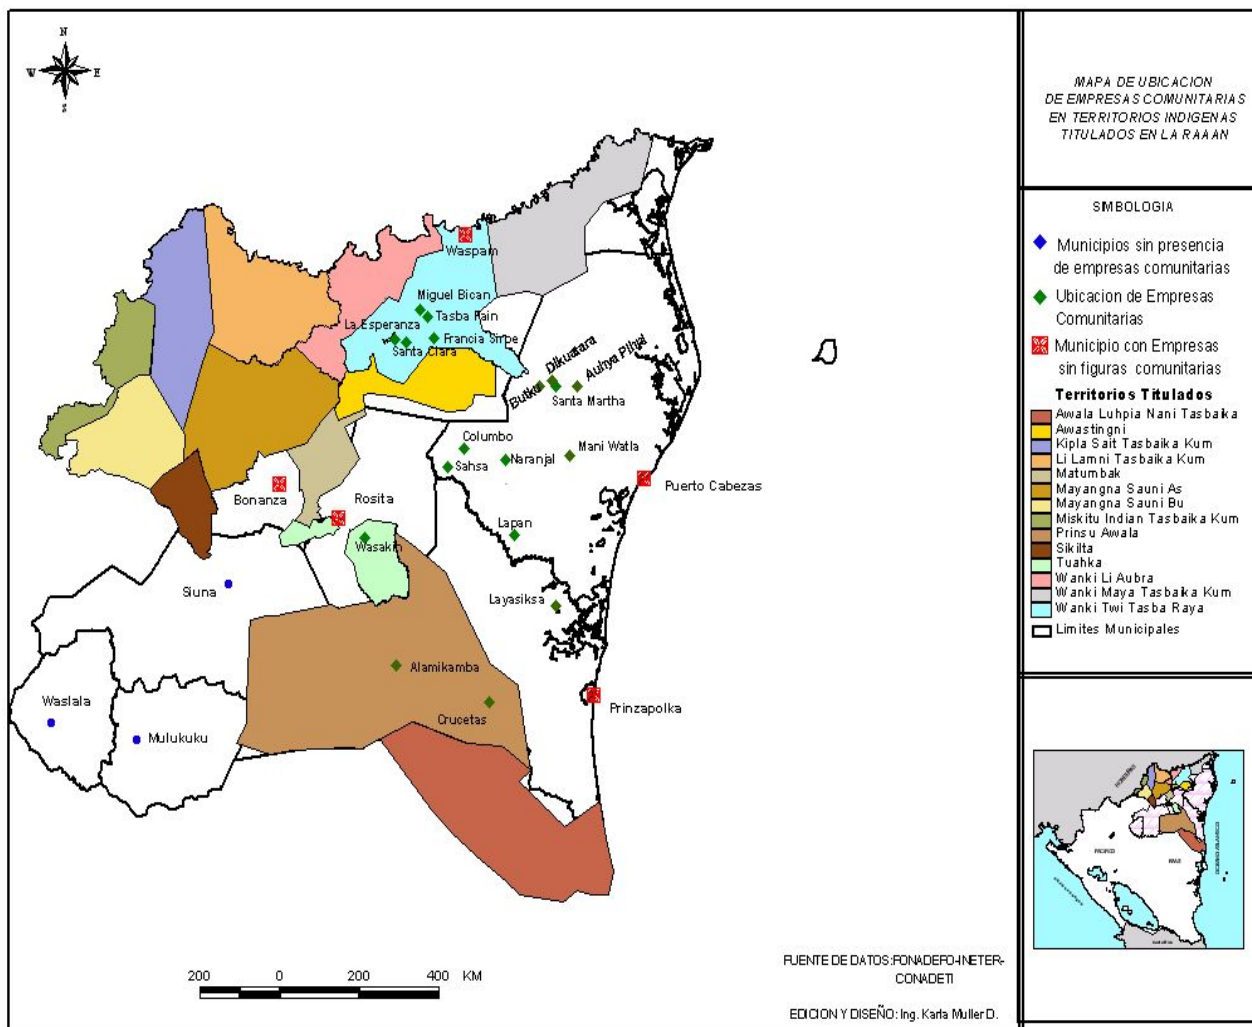 N
W E
S
MAPA DE UBICACION
DE EMPRESAS COMUNITARIAS
EN TERRITORIOS INDIGENAS
TITULADOS EN LA RAAAN
SIMBOLOGIA
Municipios sin presencia
de empresas comunitarias
Ubicacion de Empresas
Comunitarias
Municipio con Empresas
sin figuras comunitarias
Territorios Titulados
Awala Luhpia Nani Tasbaika
Awastingni
Kipla Sait Tasbaika Kum
Li Lamni Tasbaika Kum
Matumbak
Mayangna Sauni As
Mayangna Sauni Bu
Miskitu Indian Tasbaika Kum
Prinsu Awala
Sikilta
Tuahka
Wanki Li Aubra
Wanki Maya Tasbaika Kum
Wanki Twi Tasba Raya
Limites Municipales
Waspam
Miguel Bican
Tasba Pain
La Esperanza
Francia Sirpe
Santa Clara
Butku
Dikuatara
Auhya Pihni
Santa Martha
Columbo
Mani Watla
Naranjal
Sahsa
Puerto Cabezas
Bonanza
Rosita
Lapan
Wasakin
Siuna
Layasiksa
Alamikamba
Waslala
Crucetas
Prinzapolka
Mulukuku
200 0 200 400 KM
FUENTE DE DATOS:FONADEFO-INETER-
CONADETI
EDICION Y DISEÑO: Ing. Karla Muller D.
HONDURAS
PACIFICO
RAAS